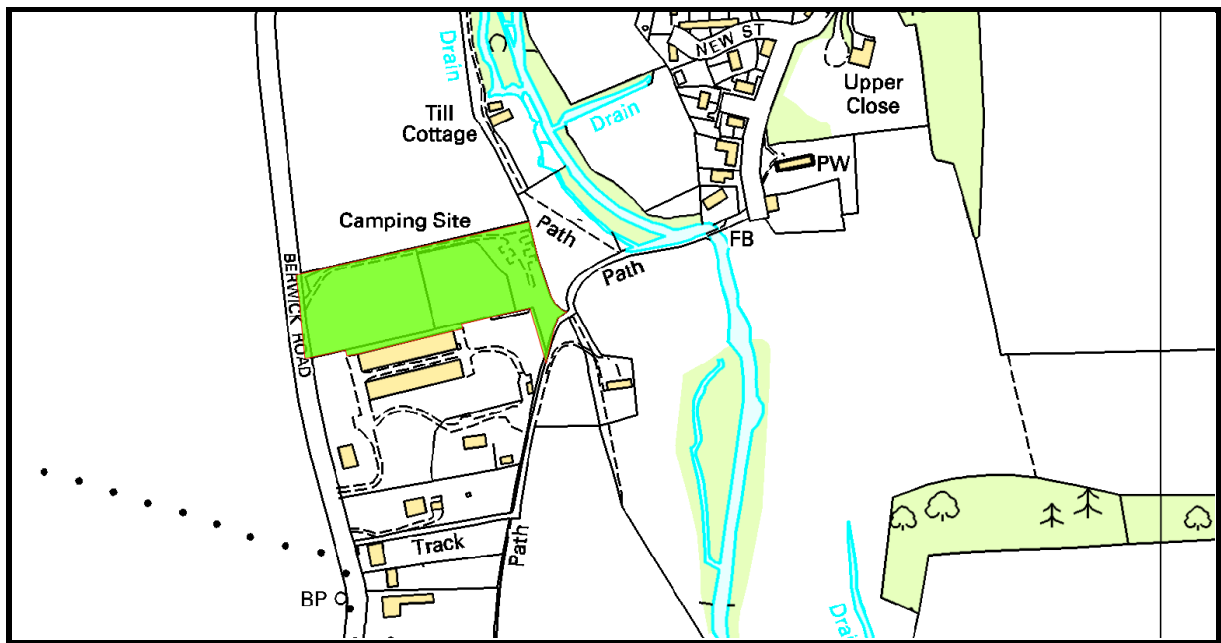 Drain
NEW ST
Upper
Close
Till
Cottage
Drain
PW
Camping Site
Path
FB
Path
BERWICK ROAD
Track
Path
BP
Drain